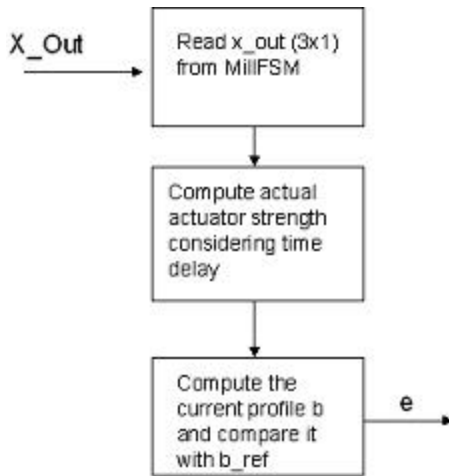 X_Out
Read x_out (3x1)
from MillFSM
Compute actual
actuator strength
considering time
delay
Compute the
current profile b
and compare it
with b_ref
e